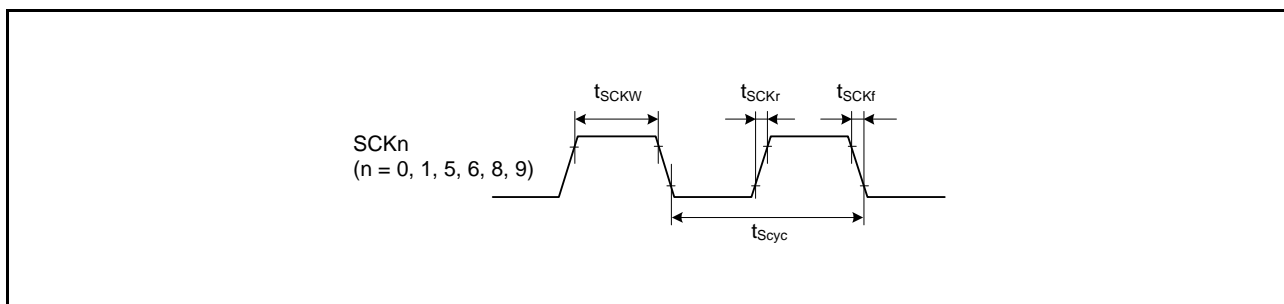 tSCKW
tSCKr
tSCKf
SCKn
(n = 0, 1, 5, 6, 8, 9)
tScyc